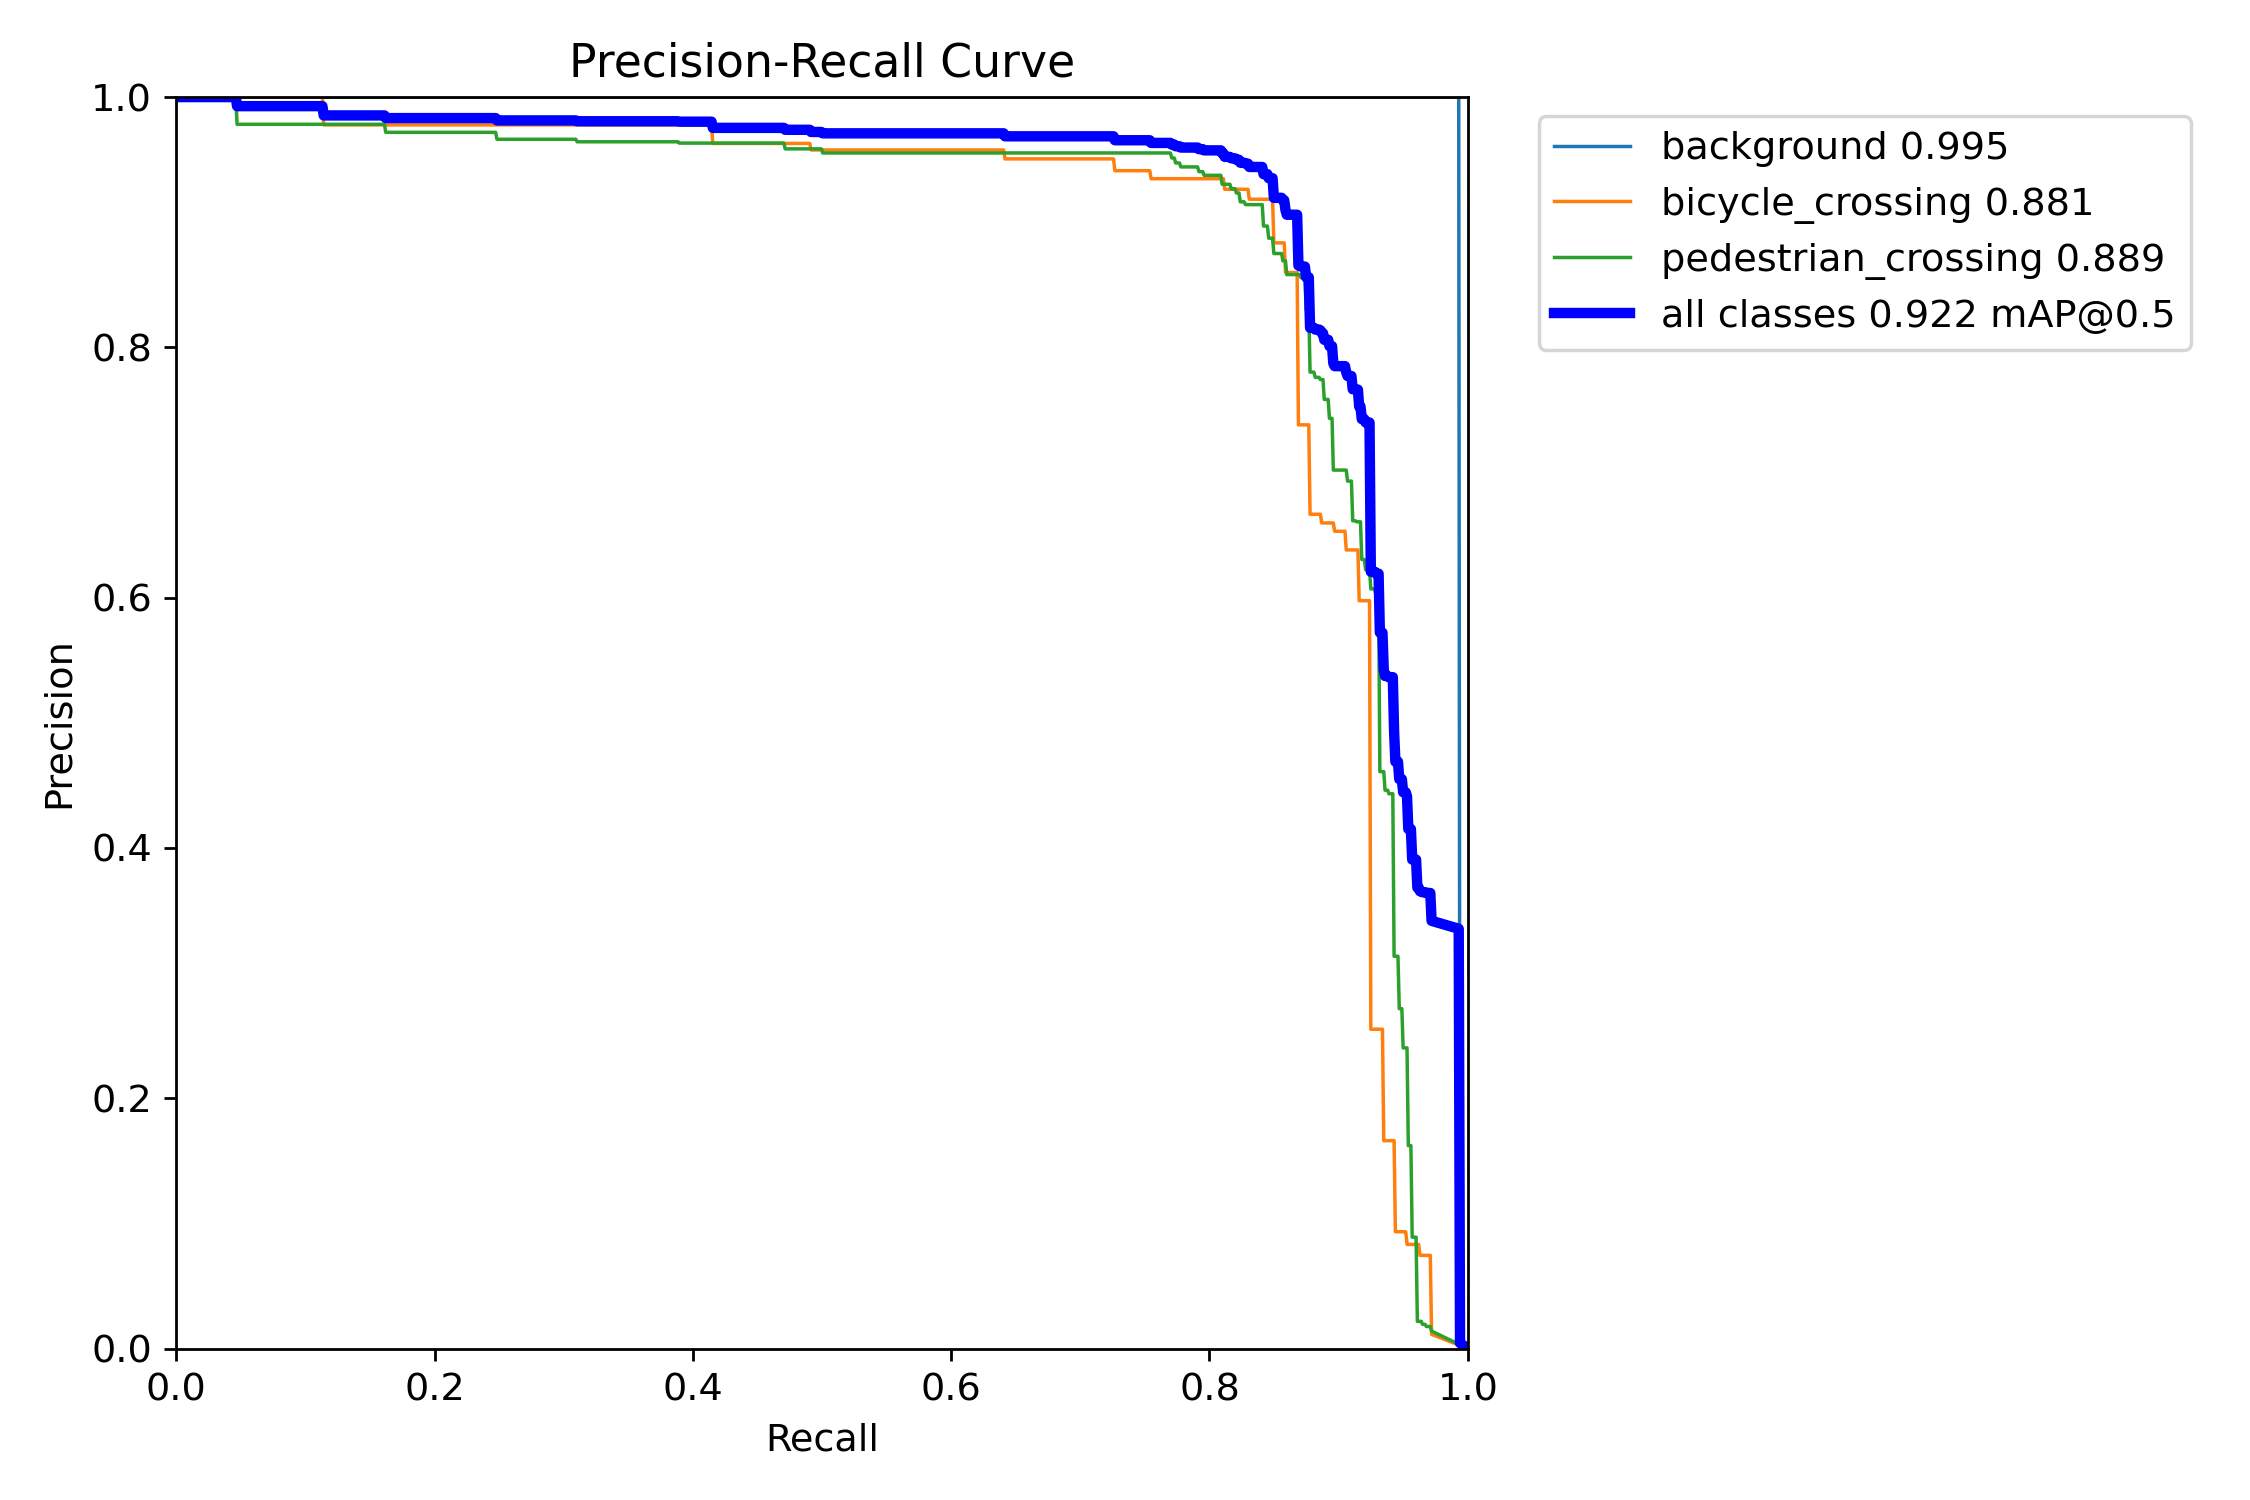 Precision-Recall Curve
1.0
0.8
0.6
0.4
0.2
0.0
Precision
0.0 0.2 0.4 0.6 0.8 1.0
Recall
background 0.995
bicycle_crossing 0.881
pedestrian_crossing 0.889
all classes 0.922 mAP@0.5